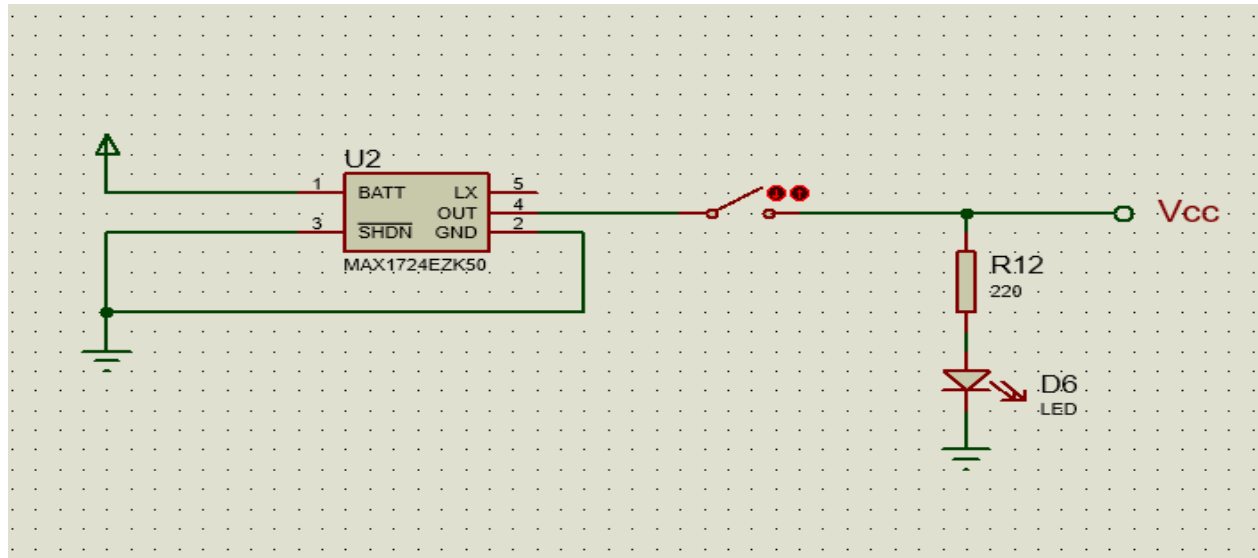 U2
1 BATT LX 5
OUT 4
3 SHDN GND 2
MAX1724EZK50
Vcc
R12
220
D6
LED